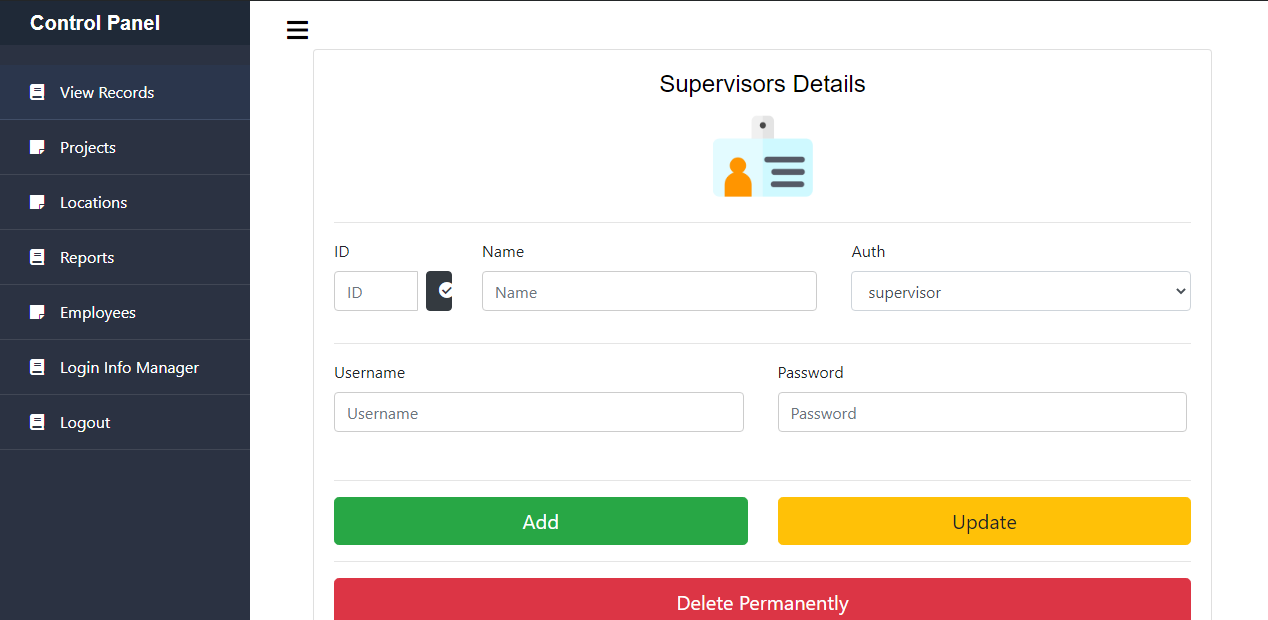 Control Panel
View Records
Projects
Locations
Reports
Employees
Login Info Manager
Logout
Supervisors Details
ID Name Auth
ID Name supervisor
Username Password
Username Password
Add Update
Delete Permanently